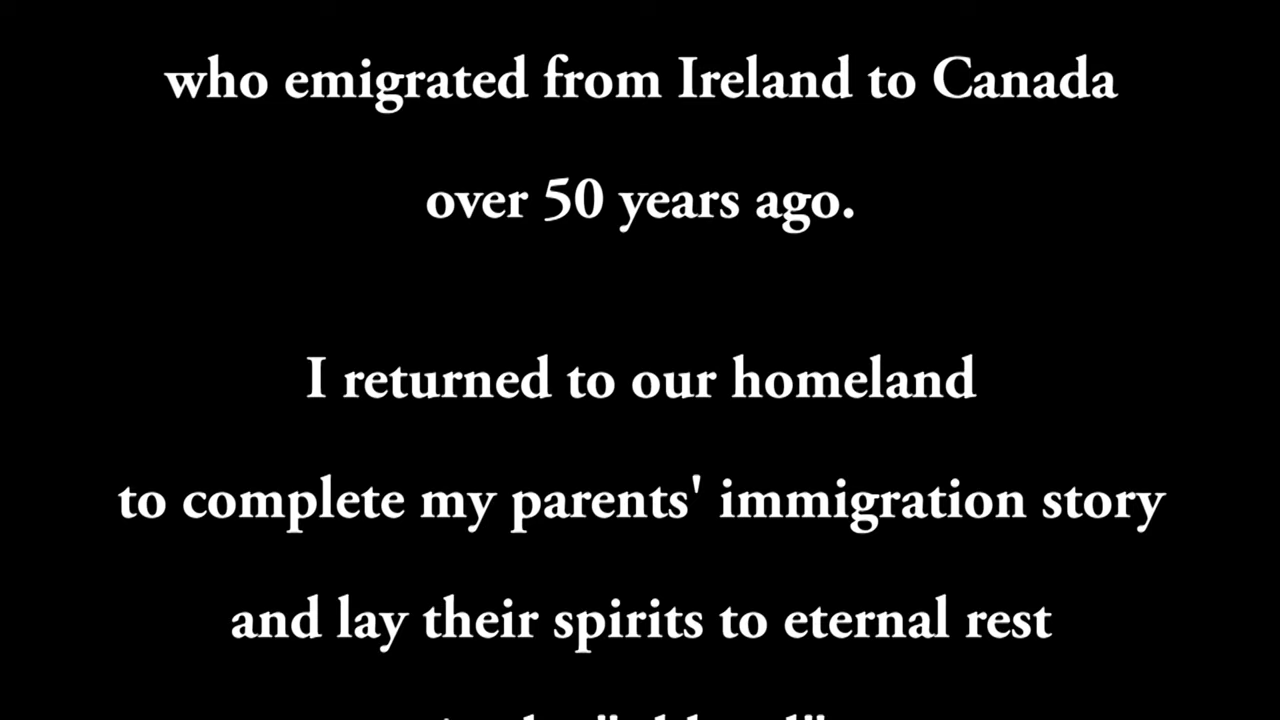 who emigrated from Ireland to Canada
over 50 years ago.
I returned to our homeland
to complete my parents' immigration story
and lay their spirits to eternal rest